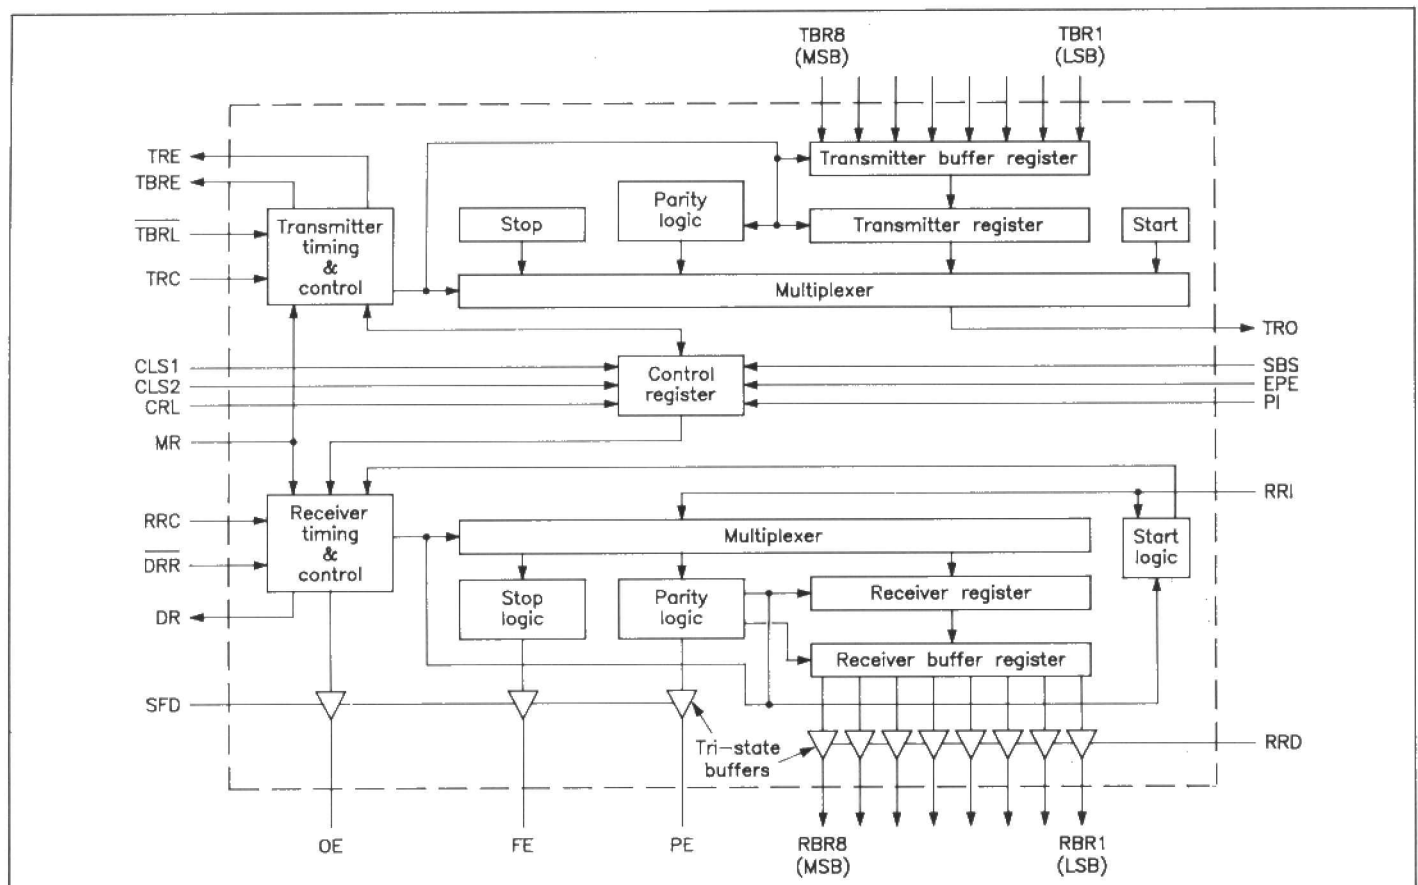 TBR8
(MSB)
TBR1
(LSB)
TRE
TBRE
TBRL
TRC
Transmitter buffer register
Parity
logic
Transmitter
timing
&
control
Stop
Transmitter register
Start
Multiplexer
TRO
CLS1
CLS2
CRL
Control
register
SBS
EPE
PI
MR
RRI
RRC
DRR
DR
Receiver
timing
&
control
Multiplexer
Start
logic
Stop
logic
Parity
logic
Receiver register
Receiver buffer register
SFD
Tri-state
buffers
RRD
OE
FE
PE
RBR8
(MSB)
RBR1
(LSB)